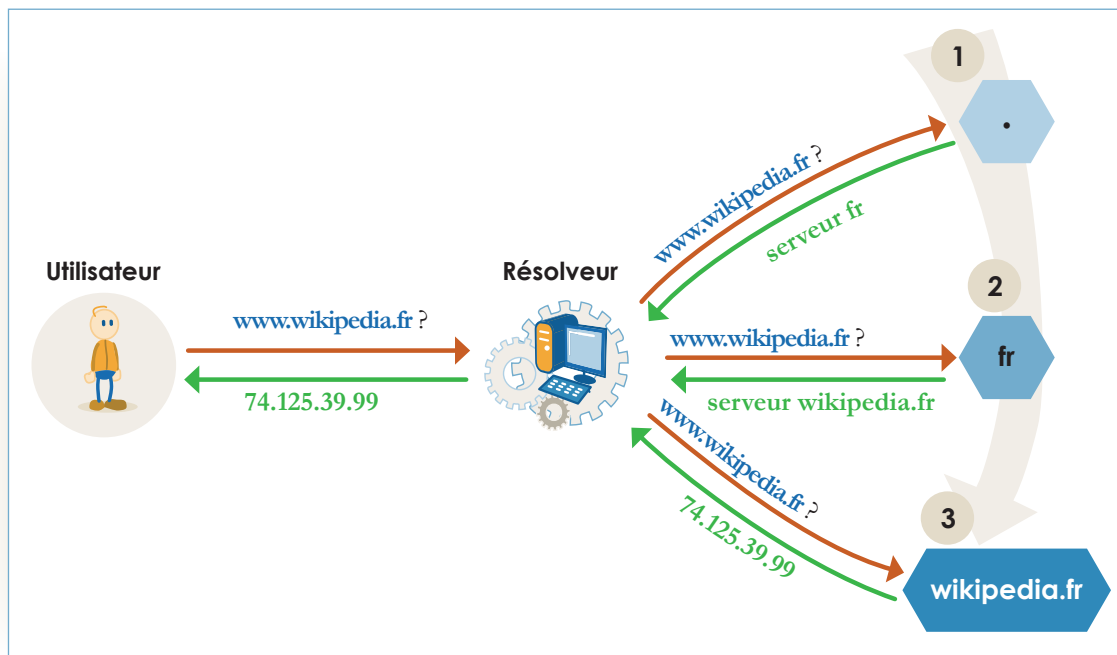 1
.
www.wikipedia.fr ?
serveur fr
Utilisateur
Résolveur
2
www.wikipedia.fr ?
74.125.39.99
www.wikipedia.fr ?
serveur wikipedia.fr
fr
www.wikipedia.fr ?
74.125.39.99
3
wikipedia.fr